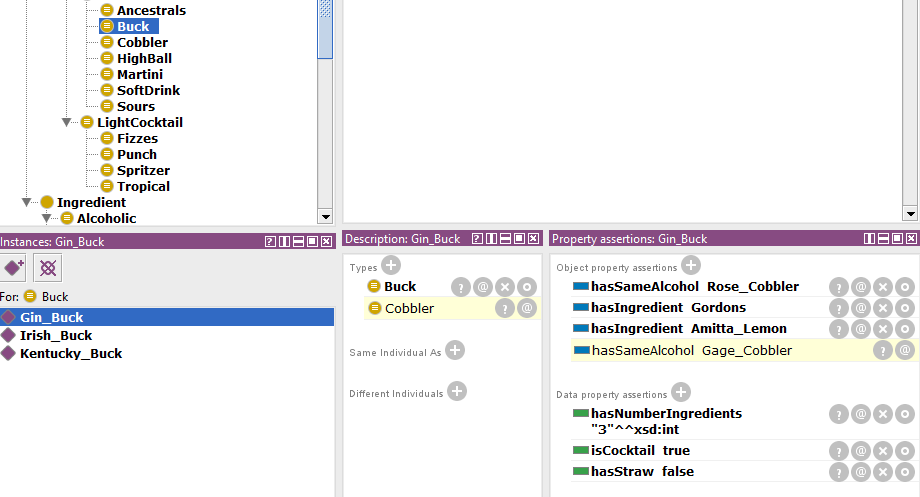 Ancestrals
Buck
Cobbler
HighBall
Martini
SoftDrink
Sours
LightCocktail
Fizzes
Punch
Spritzer
Tropical
Ingredient
Alcoholic
Instances: Gin_Buck
For: Buck
Gin_Buck
Irish_Buck
Kentucky_Buck
Description: Gin_Buck
Types
Buck
Cobbler
Same Individual As
Different Individuals
Property assertions: Gin_Buck
Object property assertions
hasSameAlcohol Rose_Cobbler
hasIngredient Gordons
hasIngredient Amitta_Lemon
hasSameAlcohol Gage_Cobbler
Data property assertions
hasNumberIngredients
"3"^^xsd:int
isCocktail true
hasStraw false